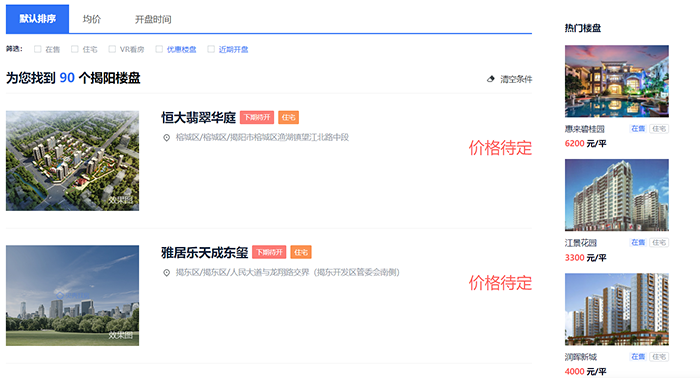 默认排序 均价 开盘时间
筛选： 在售 住宅 VR看房 优惠楼盘 近期开盘
为您找到 90 个揭阳楼盘 清空条件
恒大翡翠华庭 下期待开 住宅
榕城区/榕城区/揭阳市榕城区渔湖镇望江北路中段
价格待定
效果图
雅居乐天成东玺 下期待开 住宅
揭东区/揭东区/人民大道与龙翔路交界（揭东开发区管委会南侧）
价格待定
效果图
热门楼盘
惠来碧桂园 在售 住宅
6200 元/平
江景花园 在售 住宅
3300 元/平
润晖新城 在售 住宅
4000 元/平